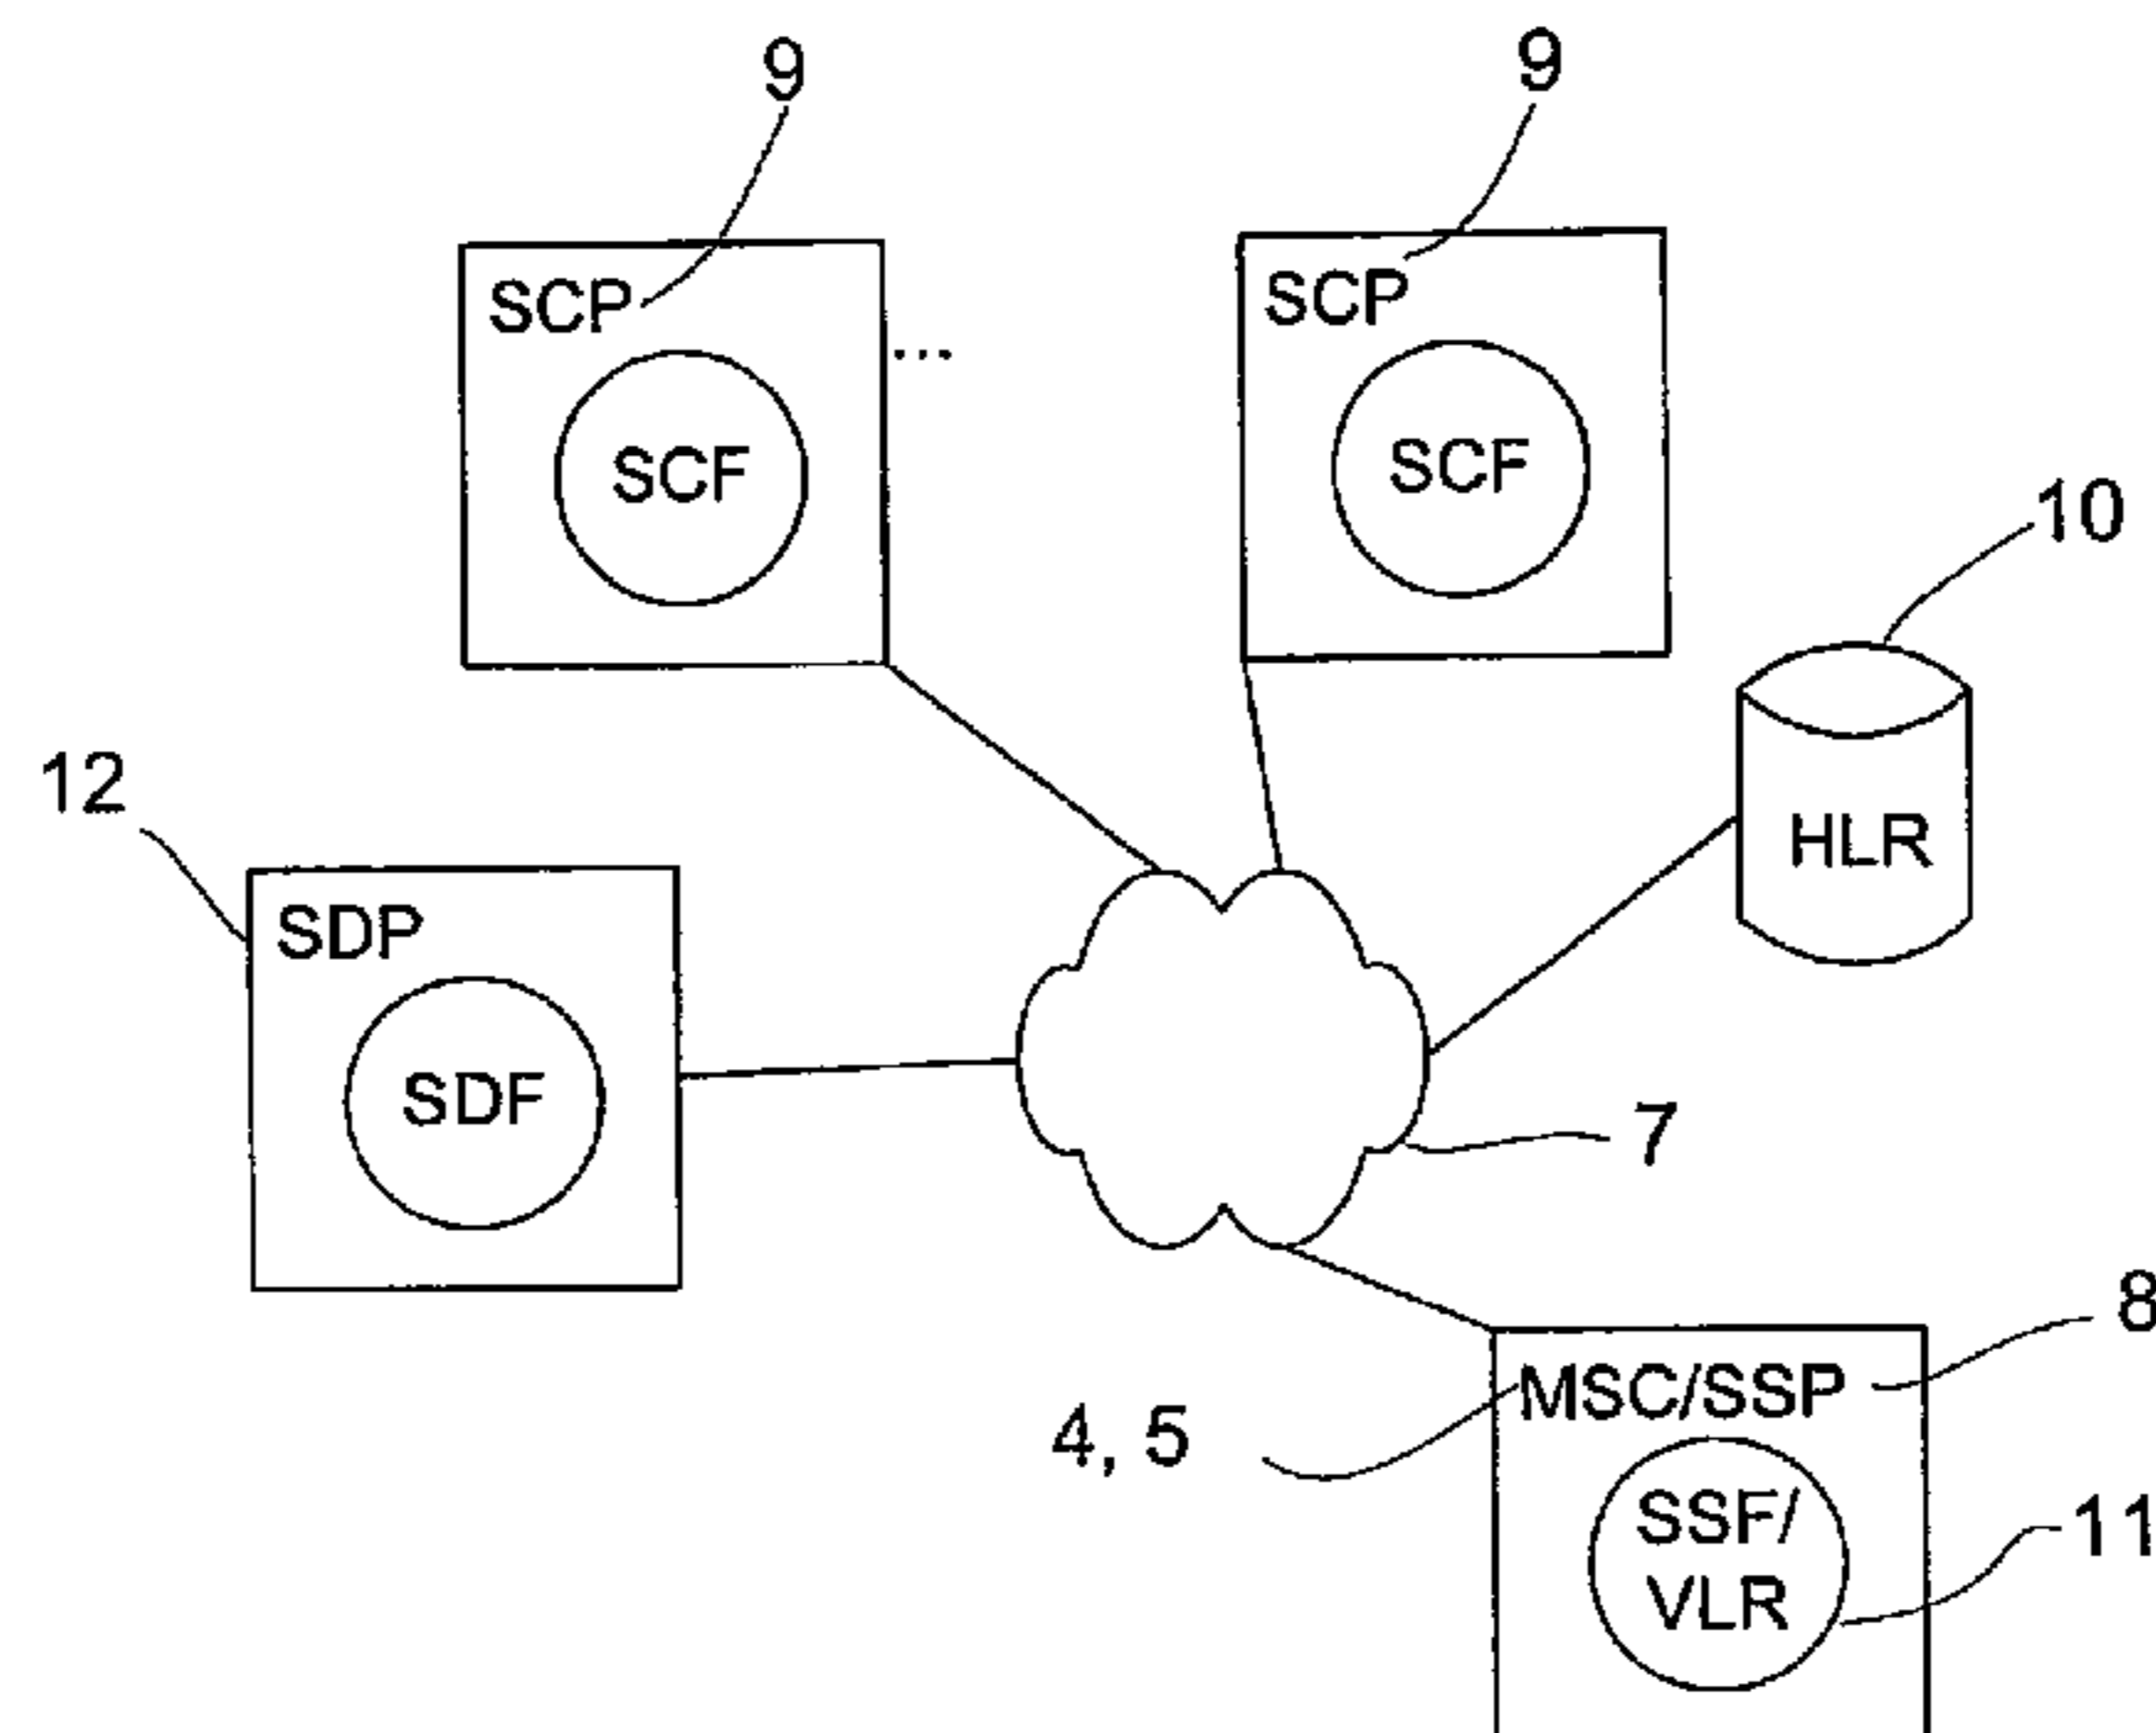 9
9
SCP
...
SCP
SCF
SCF
10
12
HLR
SDP
SDF
7
8
MSC/SSP
4, 5
SSF/
VLR
11